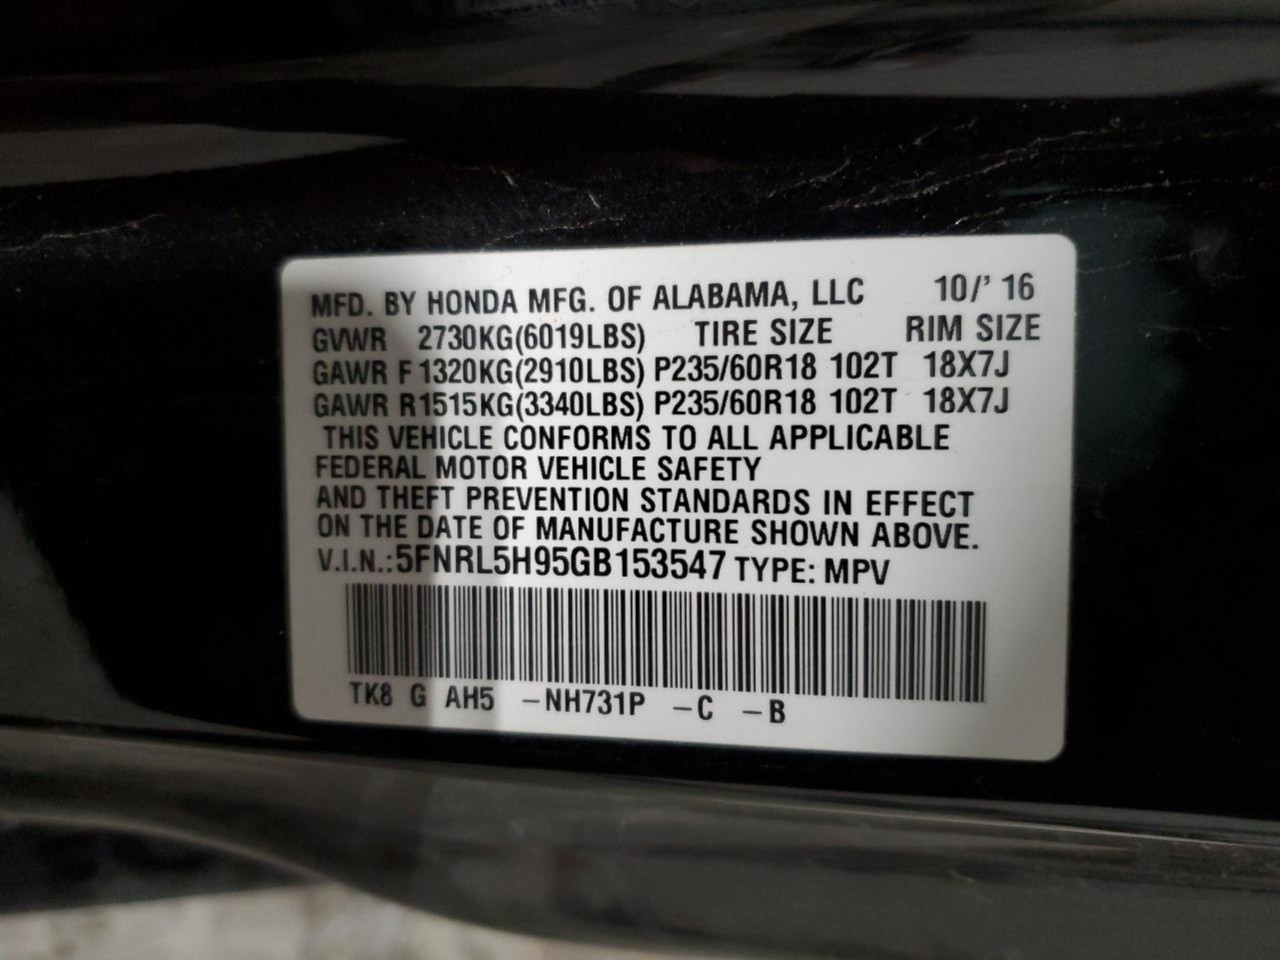 MFD. BY HONDA MFG. OF ALABAMA, LLC 10/' 16
GVWR 2730KG(6019LBS) TIRE SIZE RIM SIZE
GAWR F 1320KG(2910LBS) P235/60R18 102T 18X7J
GAWR R1515KG(3340LBS) P235/60R18 102T 18X7J
THIS VEHICLE CONFORMS TO ALL APPLICABLE
FEDERAL MOTOR VEHICLE SAFETY
AND THEFT PREVENTION STANDARDS IN EFFECT
ON THE DATE OF MANUFACTURE SHOWN ABOVE.
V.I.N.:5FNRL5H95GB153547 TYPE: MPV
TK8 G AH5 –NH731P –C –B